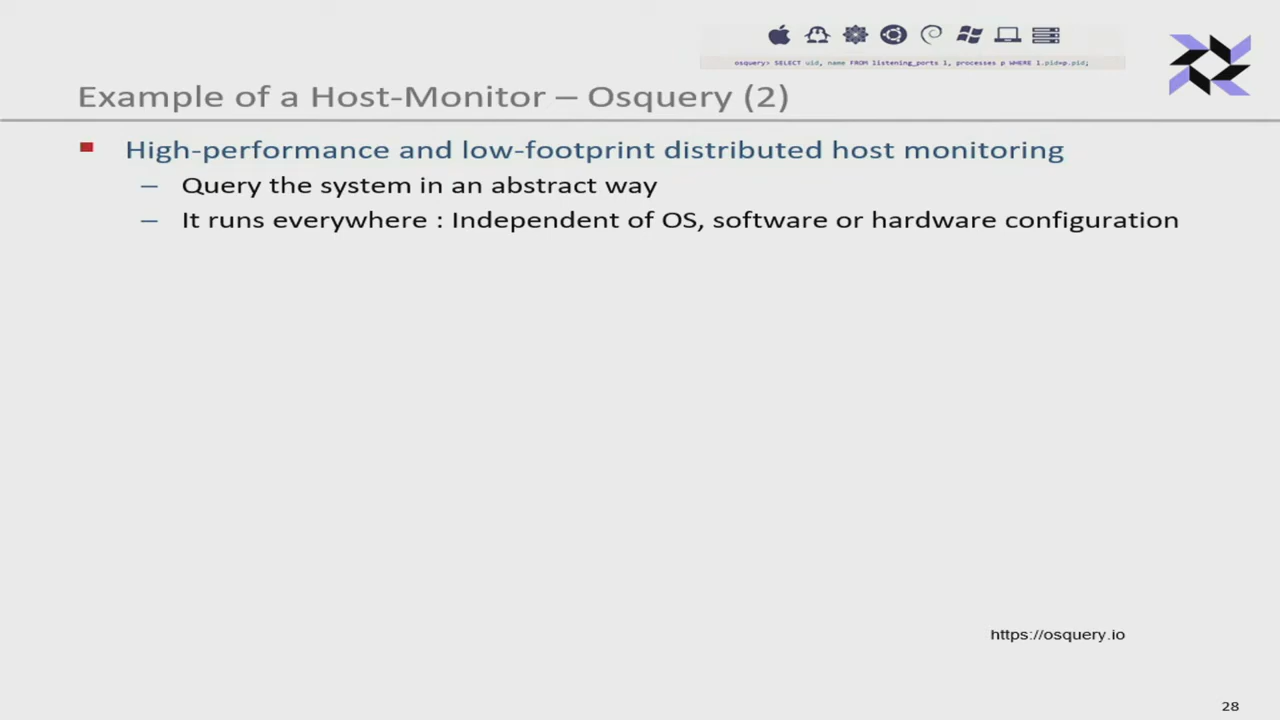 osquery> SELECT uid, name FROM listening_ports l, processes p WHERE l.pid=p.pid;
Example of a Host-Monitor – Osquery (2)
High-performance and low-footprint distributed host monitoring
– Query the system in an abstract way
– It runs everywhere : Independent of OS, software or hardware configuration
https://osquery.io
28